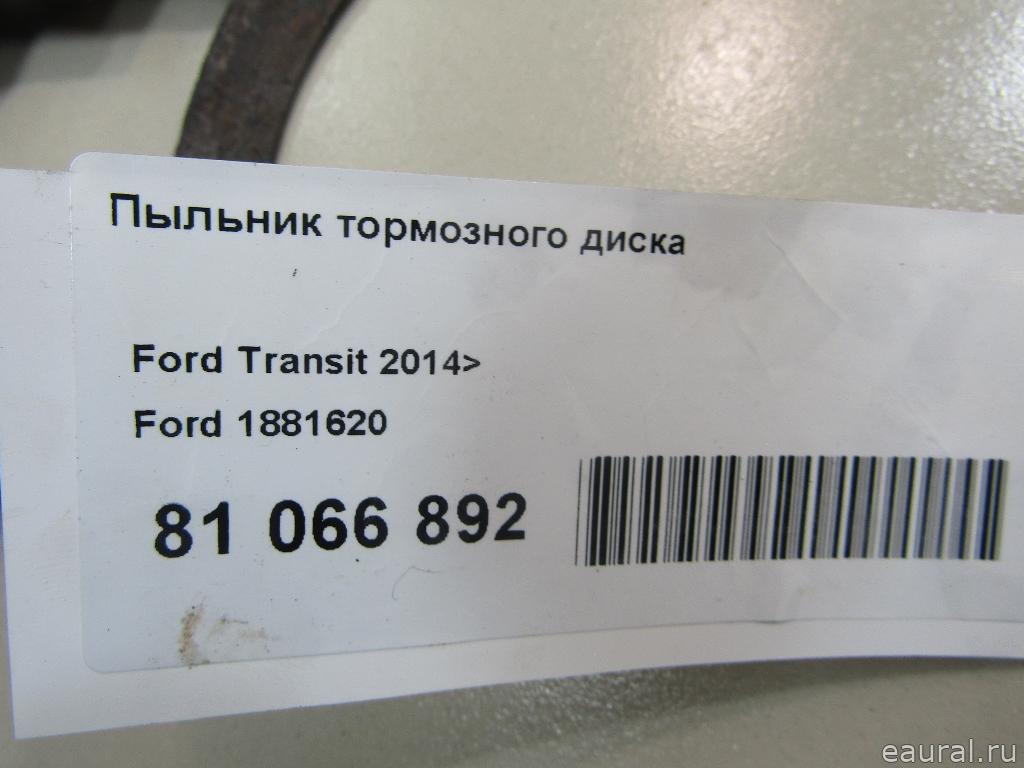 Пыльник тормозного диска
Ford Transit 2014>
Ford 1881620
81 066 892
eaural.ru